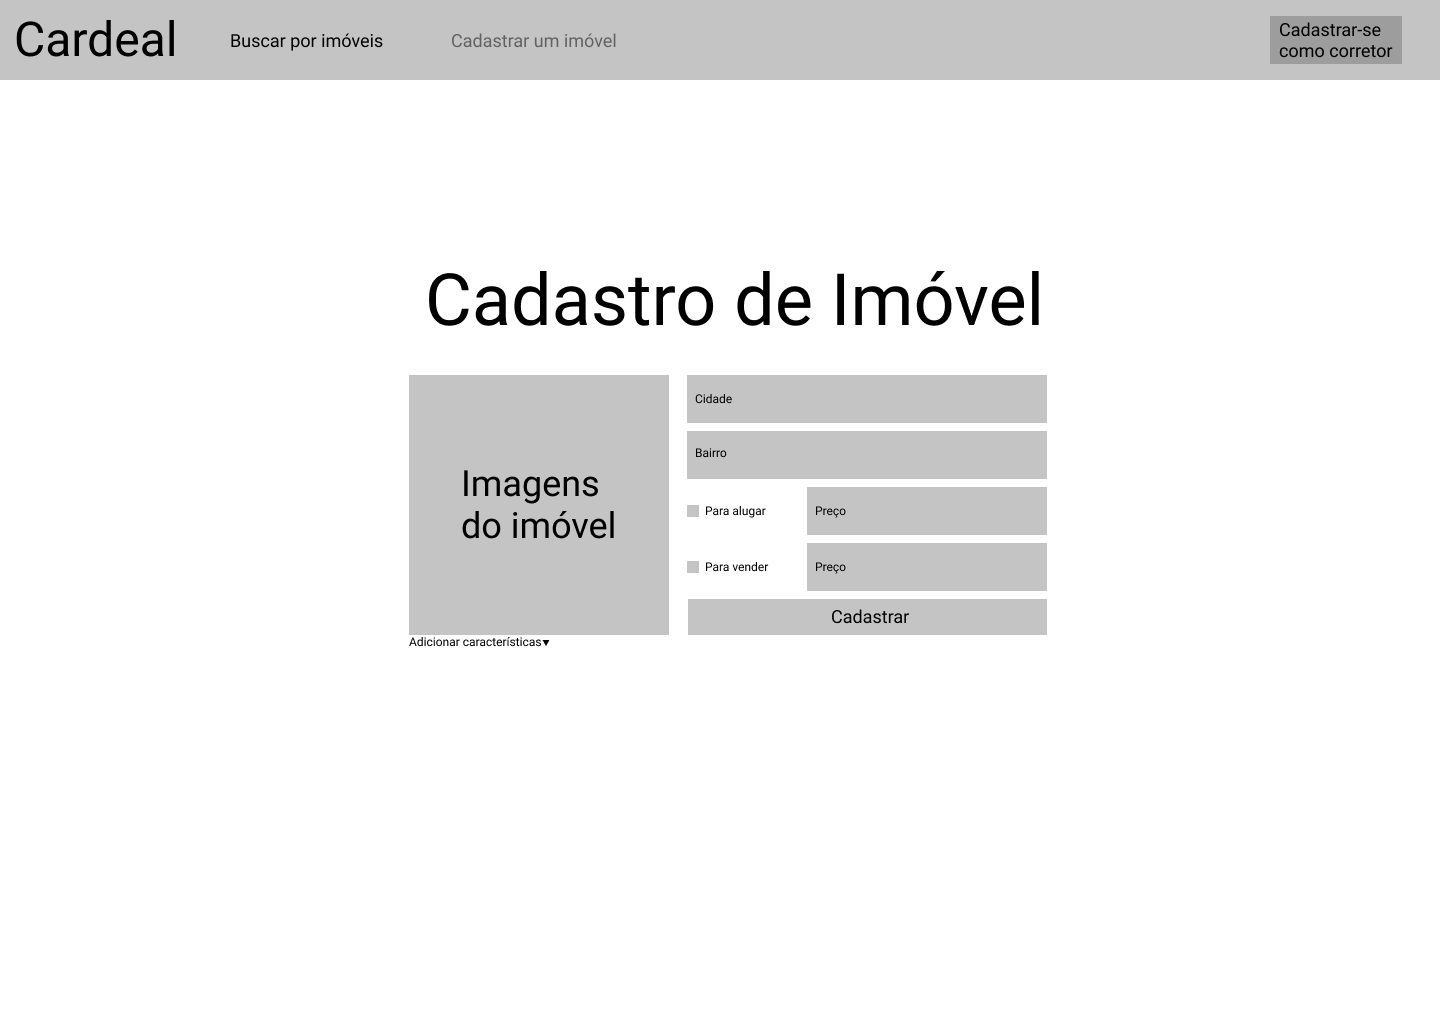 Cardeal
Buscar por imóveis
Cadastrar um imóvel
Cadastrar-se
como corretor
Cadastro de Imóvel
Imagens
do imóvel
Adicionar características
Cidade
Bairro
Para alugar
Preço
Para vender
Preço
Cadastrar